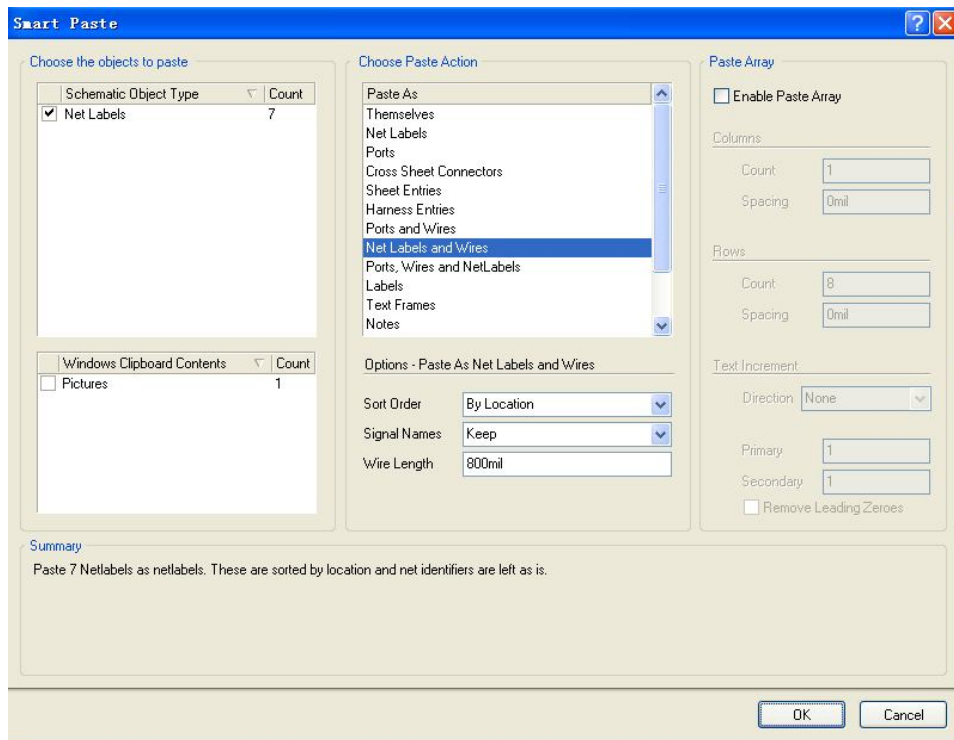 Smart Paste
Choose the objects to paste
Schematic Object Type Count
Net Labels 7
Windows Clipboard Contents Count
Pictures 1
Choose Paste Action
Paste As
Themselves
Net Labels
Ports
Cross Sheet Connectors
Sheet Entries
Harness Entries
Ports and Wires
Net Labels and Wires
Ports, Wires and NetLabels
Labels
Text Frames
Notes
Options - Paste As Net Labels and Wires
Sort Order By Location
Signal Names Keep
Wire Length 800mil
Paste Array
Enable Paste Array
Columns
Count 1
Spacing 0mil
Rows
Count 8
Spacing 0mil
Text Increment
Direction None
Primary 1
Secondary 1
Remove Leading Zeroes
Summary
Paste 7 Netlabels as netlabels. These are sorted by location and net identifiers are left as is.
OK Cancel